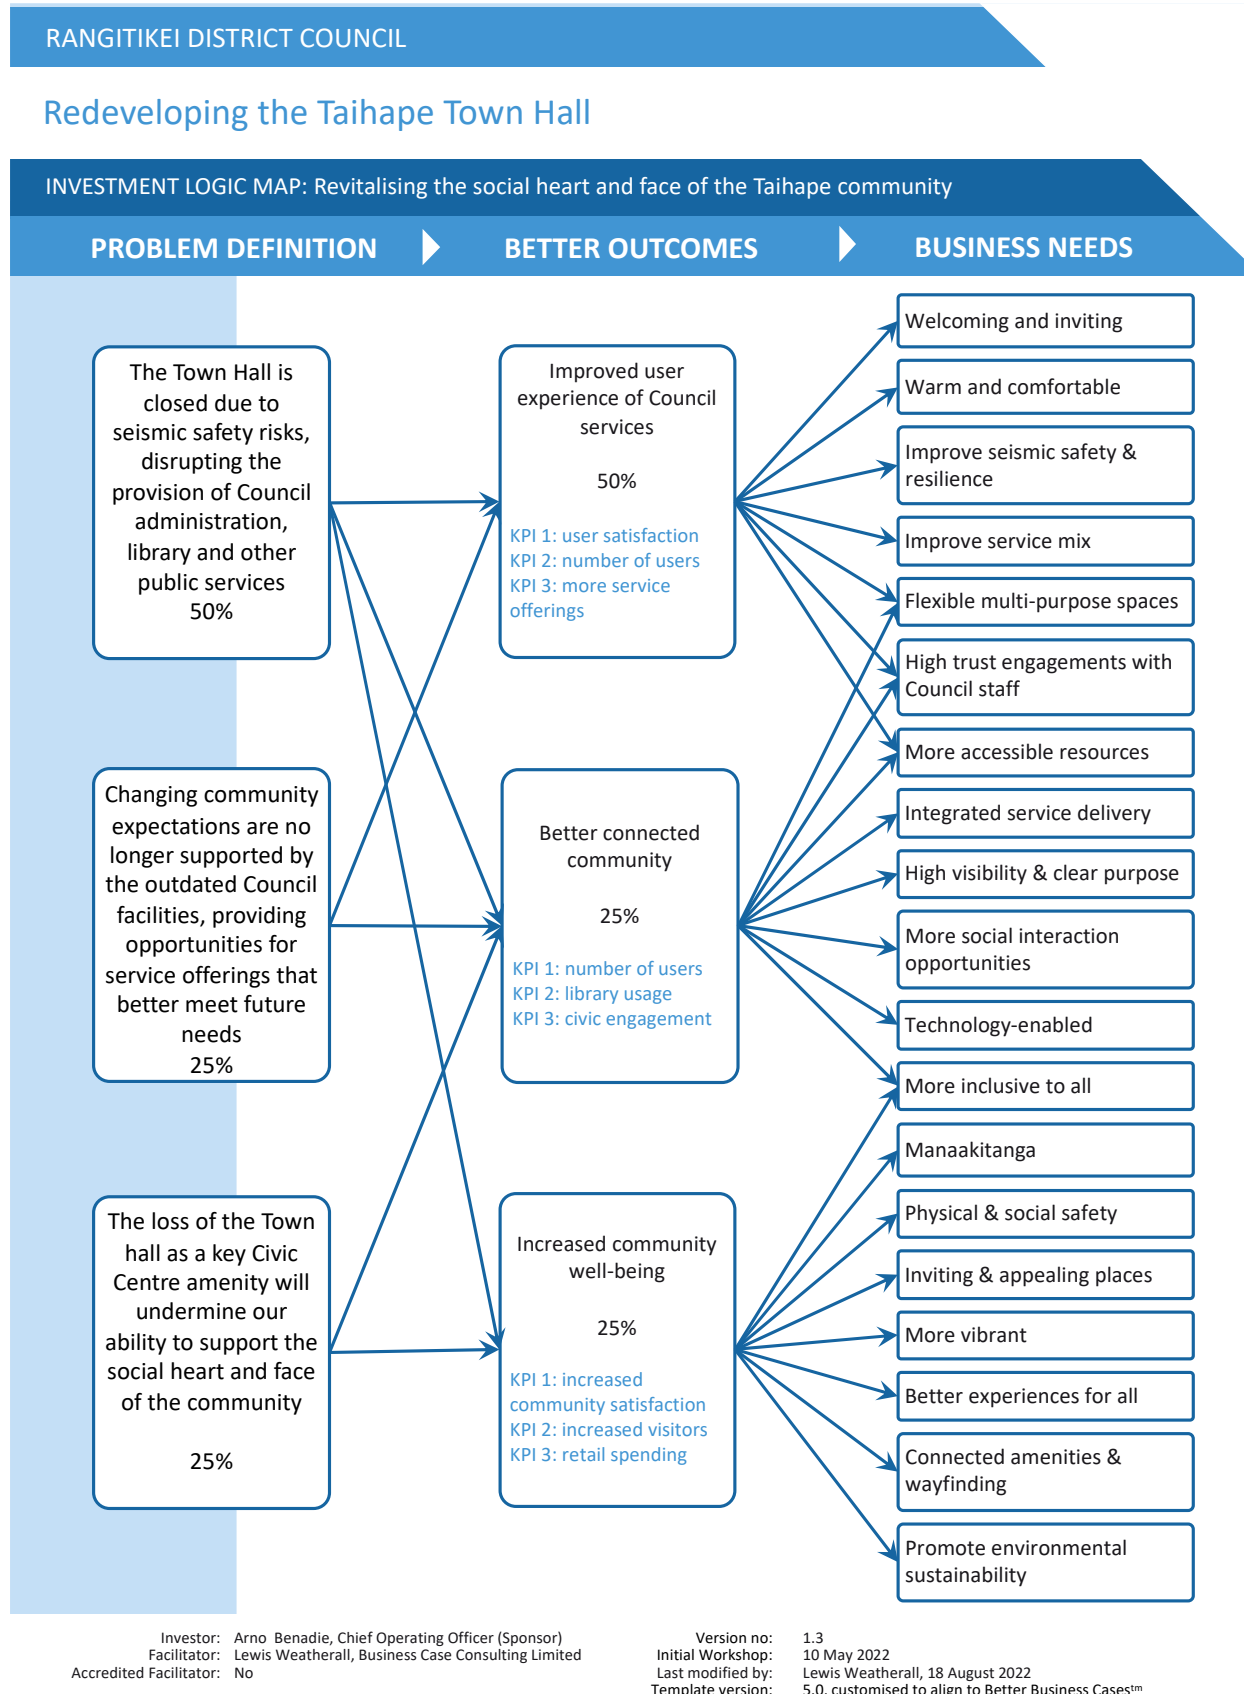 RANGITIKEI DISTRICT COUNCIL
Redeveloping the Taihape Town Hall
INVESTMENT LOGIC MAP: Revitalising the social heart and face of the Taihape community
PROBLEM DEFINITION
BETTER OUTCOMES
BUSINESS NEEDS
The Town Hall is
closed due to
seismic safety risks,
disrupting the
provision of Council
administration,
library and other
public services
50%
Changing community
expectations are no
longer supported by
the outdated Council
facilities, providing
opportunities for
service offerings that
better meet future
needs
25%
The loss of the Town
hall as a key Civic
Centre amenity will
undermine our
ability to support the
social heart and face
of the community
25%
Improved user
experience of Council
services
50%
KPI 1: user satisfaction
KPI 2: number of users
KPI 3: more service
offerings
Better connected
community
25%
KPI 1: number of users
KPI 2: library usage
KPI 3: civic engagement
Increased community
well-being
25%
KPI 1: increased
community satisfaction
KPI 2: increased visitors
KPI 3: retail spending
Welcoming and inviting
Warm and comfortable
Improve seismic safety &
resilience
Improve service mix
Flexible multi-purpose spaces
High trust engagements with
Council staff
More accessible resources
Integrated service delivery
High visibility & clear purpose
More social interaction
opportunities
Technology-enabled
More inclusive to all
Manaakitanga
Physical & social safety
Inviting & appealing places
More vibrant
Better experiences for all
Connected amenities &
wayfinding
Promote environmental
sustainability
Investor: Arno Benadie, Chief Operating Officer (Sponsor)
Facilitator: Lewis Weatherall, Business Case Consulting Limited
Accredited Facilitator: No
Version no: 1.3
Initial Workshop: 10 May 2022
Last modified by: Lewis Weatherall, 18 August 2022
Template version: 5.0, customised to align to Better Business Cases™